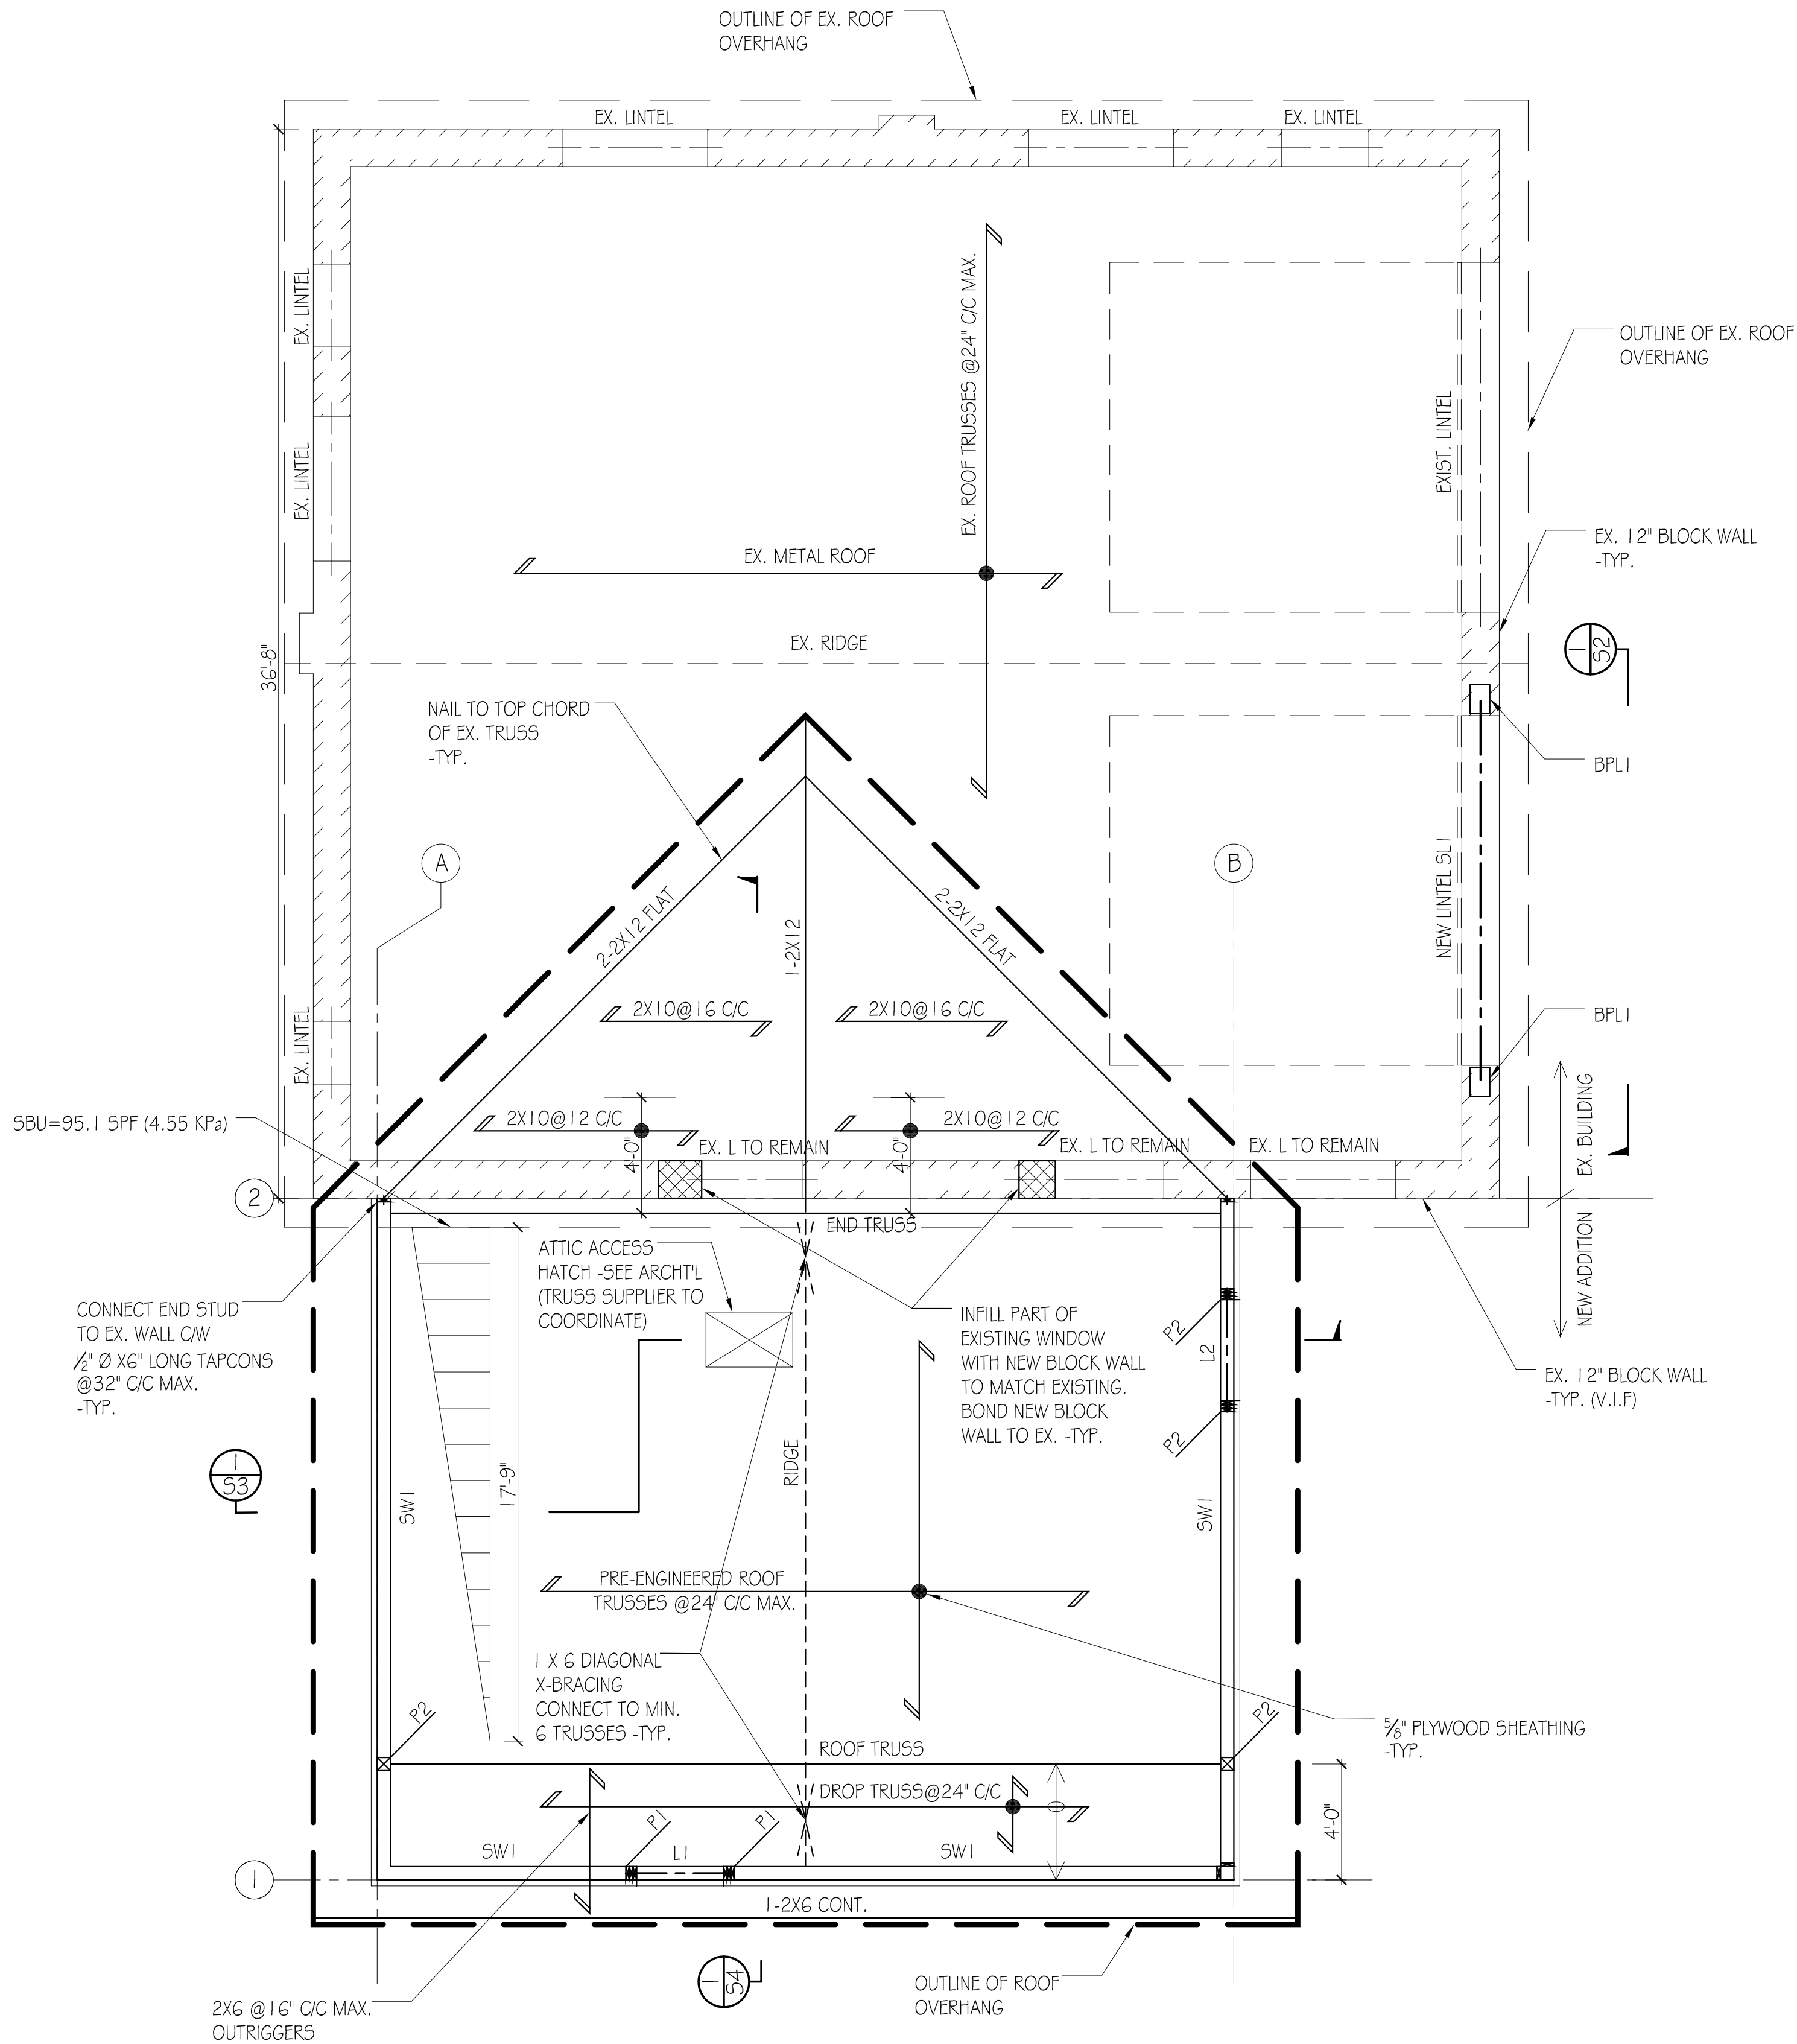 OUTLINE OF EX. ROOF
OVERHANG
EX. LINTEL
EX. LINTEL
EX. LINTEL
EX. LINTEL
EX. ROOF TRUSSES @24" C/C MAX.
OUTLINE OF EX. ROOF
OVERHANG
EX. LINTEL
EXIST. LINTEL
EX. METAL ROOF
EX. 12" BLOCK WALL
-TYP.
36'-8"
EX. RIDGE
1
S2
NAIL TO TOP CHORD
OF EX. TRUSS
-TYP.
BPL1
A
B
2-2X12 FLAT
1-2X12
2-2X12 FLAT
NEW LINTEL SL1
2X10@16 C/C
2X10@16 C/C
BPL1
EX. LINTEL
SBU=95.1 SPF (4.55 KPa)
2X10@12 C/C
2X10@12 C/C
4'-0"
4'-0"
EX. L TO REMAIN
EX. L TO REMAIN
EX. L TO REMAIN
EX. BUILDING
NEW ADDITION
2
END TRUSS
ATTIC ACCESS
HATCH -SEE ARCHT'L
(TRUSS SUPPLIER TO
COORDINATE)
CONNECT END STUD
TO EX. WALL C/W
1/2" Ø X6" LONG TAPCONS
@32" C/C MAX.
-TYP.
INFILL PART OF
EXISTING WINDOW
WITH NEW BLOCK WALL
TO MATCH EXISTING.
BOND NEW BLOCK
WALL TO EX. -TYP.
P2
L2
P2
EX. 12" BLOCK WALL
-TYP. (V.I.F)
1
S3
SW1
17'-9"
RIDGE
SW1
PRE-ENGINEERED ROOF
TRUSSES @24" C/C MAX.
1 X 6 DIAGONAL
X-BRACING
CONNECT TO MIN.
6 TRUSSES -TYP.
P2
P2
5/8" PLYWOOD SHEATHING
-TYP.
ROOF TRUSS
DROP TRUSS@24" C/C
4'-0"
P1
P1
SW1
L1
SW1
1
1-2X6 CONT.
1
S4
OUTLINE OF ROOF
OVERHANG
2X6 @16" C/C MAX.
OUTRIGGERS